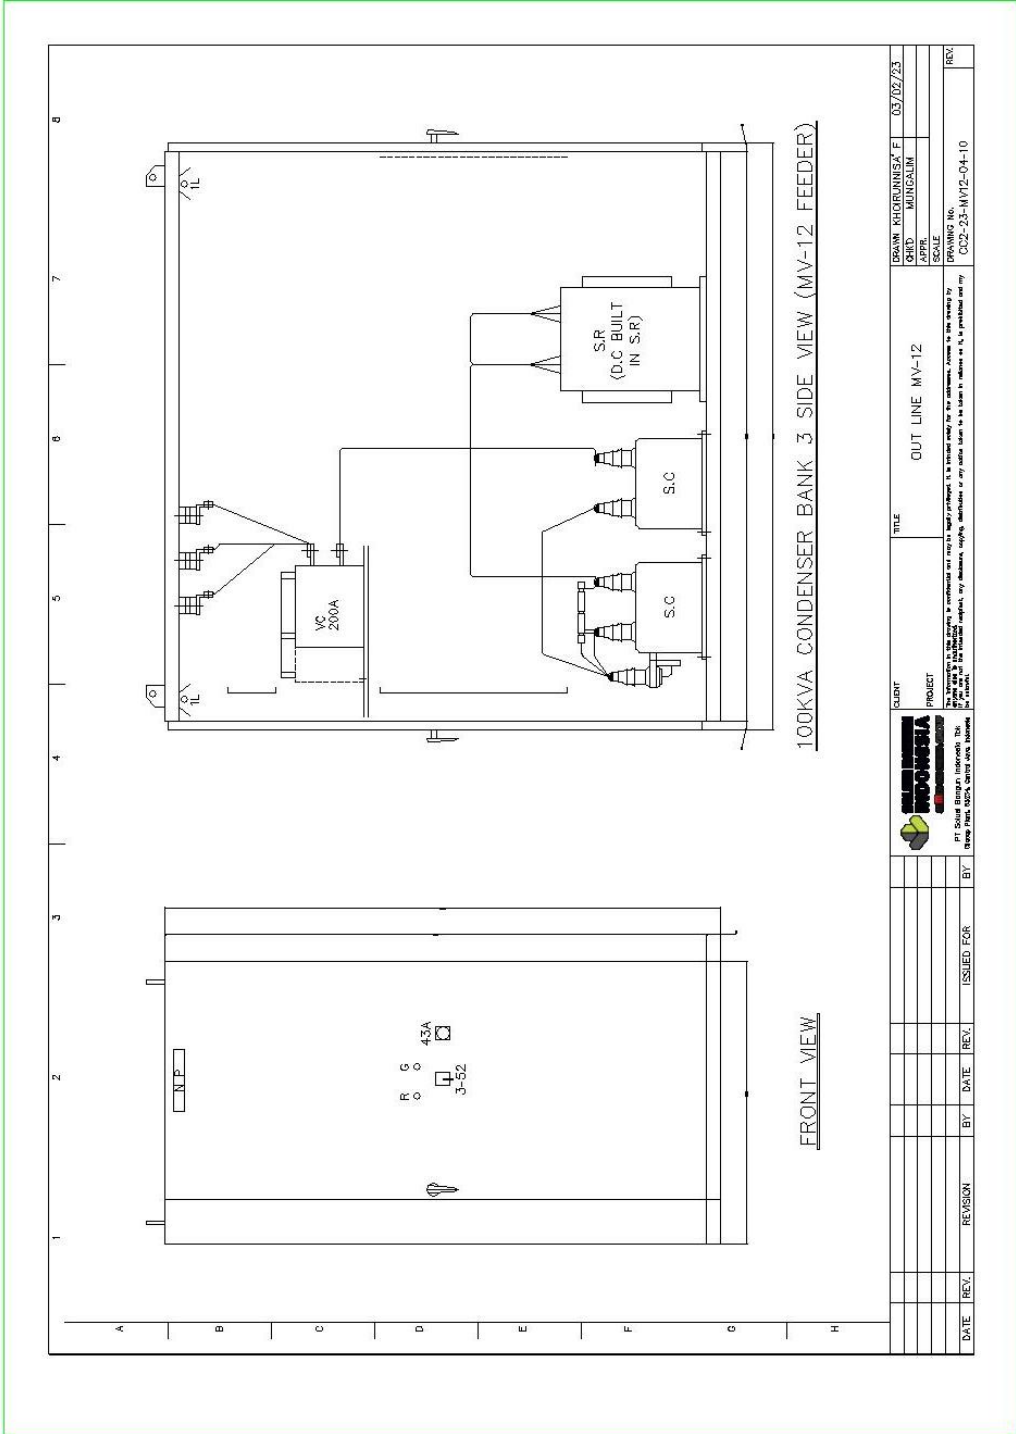 1
2
3
4
5
6
7
8
A
B
C
D
E
F
G
H
N P
R
G
43A
3-52
FRONT VIEW
1L
1L
VC
200A
S.C
S.C
S.R
(D.C BUILT
IN S.R)
100KVA CONDENSER BANK 3 SIDE VIEW (MV-12 FEEDER)
DATE
REV.
REVISION
BY
DATE
REV.
ISSUED FOR
BY
INDONESIA
PT Solusi Bangun Indonesia Tbk
CLIENT
PROJECT
TITLE
OUT LINE MV-12
DRAWN KHOIRUNNISA' F 03/02/23
CHK'D MUNGALIM
APPR.
SCALE
DRAWING No.
CC2-23-MV12-04-10
REV.